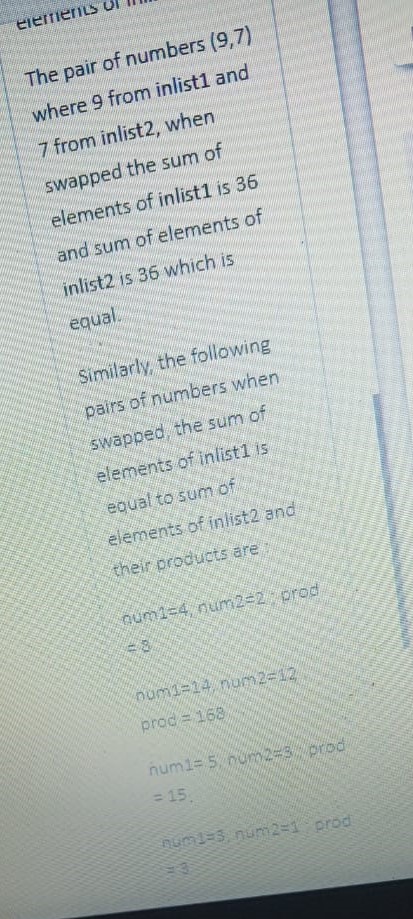 elements of
The pair of numbers (9,7)
where 9 from inlist1 and
7 from inlist2, when
swapped the sum of
elements of inlist1 is 36
and sum of elements of
inlist2 is 36 which is
equal.
Similarly, the following
pairs of numbers when
swapped, the sum of
elements of inlist1 is
equal to sum of
elements of inlist2 and
their products are :
num1=4, num2=2 ; prod
= 8
num1=14, num2=12
prod = 168
num1= 5, num2=3 ; prod
= 15,
num1=3, num2=1 prod
= 3